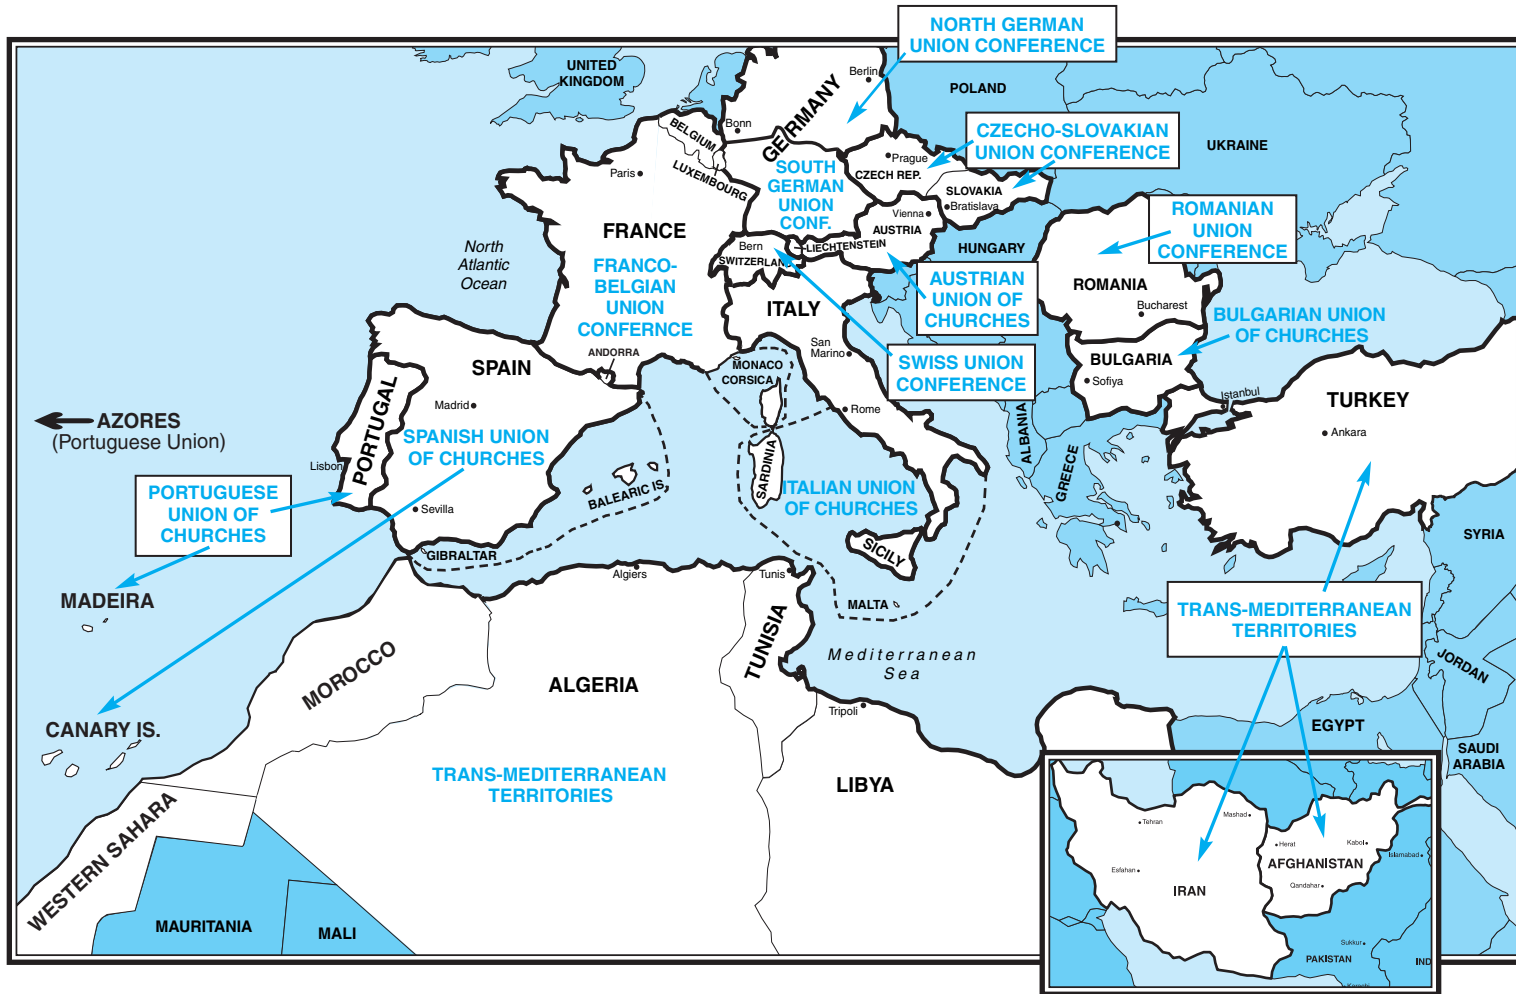 NORTH GERMAN
UNION CONFERENCE
UNITED
KINGDOM
Berlin
POLAND
GERMANY
Bonn
BELGIUM
CZECHO-SLOVAKIAN
UNION CONFERENCE
UKRAINE
Prague
CZECH REP.
Paris
LUXEMBOURG
SOUTH
GERMAN
UNION
CONF.
SLOVAKIA
Bratislava
Vienna
AUSTRIA
ROMANIAN
UNION
CONFERENCE
North
Atlantic
Ocean
FRANCE
FRANCO-
BELGIAN
UNION
CONFERNCE
Bern
SWITZERLAND
LIECHTENSTEIN
HUNGARY
AUSTRIAN
UNION OF
CHURCHES
ROMANIA
Bucharest
ITALY
BULGARIAN UNION
OF CHURCHES
San
Marino
SWISS UNION
CONFERENCE
BULGARIA
Sofiya
ANDORRA
MONACO
CORSICA
SPAIN
PORTUGAL
Madrid
Rome
Istanbul
TURKEY
Ankara
AZORES
(Portuguese Union)
SPANISH UNION
OF CHURCHES
ALBANIA
GREECE
Lisbon
SARDINIA
BALEARIC IS.
ITALIAN UNION
OF CHURCHES
PORTUGUESE
UNION OF
CHURCHES
Sevilla
GIBRALTAR
SICILY
SYRIA
Algiers
Tunis
MADEIRA
MALTA
TRANS-MEDITERRANEAN
TERRITORIES
MOROCCO
ALGERIA
TUNISIA
Mediterranean
Sea
JORDAN
CANARY IS.
Tripoli
EGYPT
SAUDI
ARABIA
TRANS-MEDITERRANEAN
TERRITORIES
LIBYA
WESTERN SAHARA
MAURITANIA
MALI
Tehran
Mashad
Herat
Kabol
Islamabad
Esfahan
AFGHANISTAN
Qandahar
IRAN
Sukkur
PAKISTAN
IND